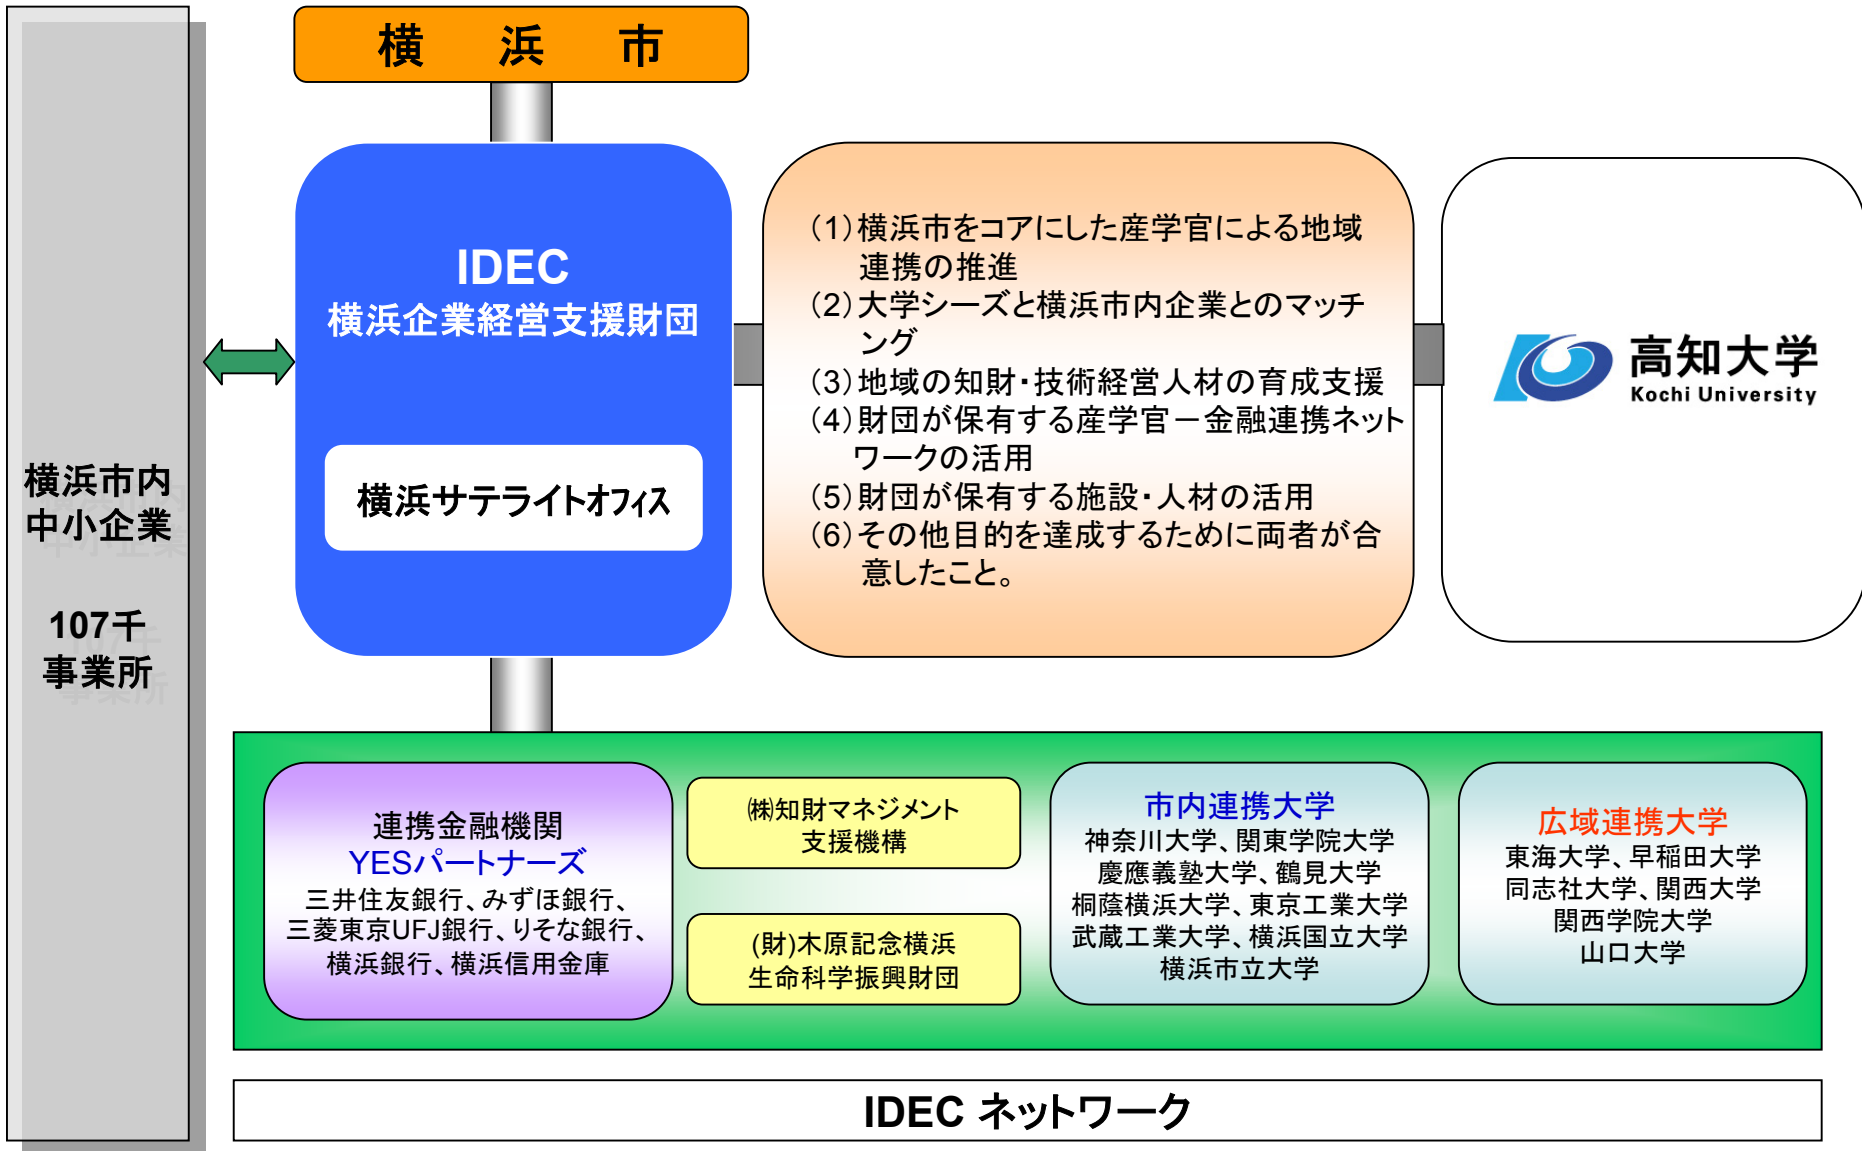 横　浜　市
IDEC
横浜企業経営支援財団
横浜サテライトオフィス
(1)横浜市をコアにした産学官による地域
連携の推進
(2)大学シーズと横浜市内企業とのマッチ
ング
(3)地域の知財・技術経営人材の育成支援
(4)財団が保有する産学官－金融連携ネット
ワークの活用
(5)財団が保有する施設・人材の活用
(6)その他目的を達成するために両者が合
意したこと。
高知大学
Kochi University
横浜市内
中小企業
107千
事業所
連携金融機関
YESパートナーズ
三井住友銀行、みずほ銀行、
三菱東京UFJ銀行、りそな銀行、
横浜銀行、横浜信用金庫
㈱知財マネジメント
支援機構
(財)木原記念横浜
生命科学振興財団
市内連携大学
神奈川大学、関東学院大学
慶應義塾大学、鶴見大学
桐蔭横浜大学、東京工業大学
武蔵工業大学、横浜国立大学
横浜市立大学
広域連携大学
東海大学、早稲田大学
同志社大学、関西大学
関西学院大学
山口大学
IDEC ネットワーク